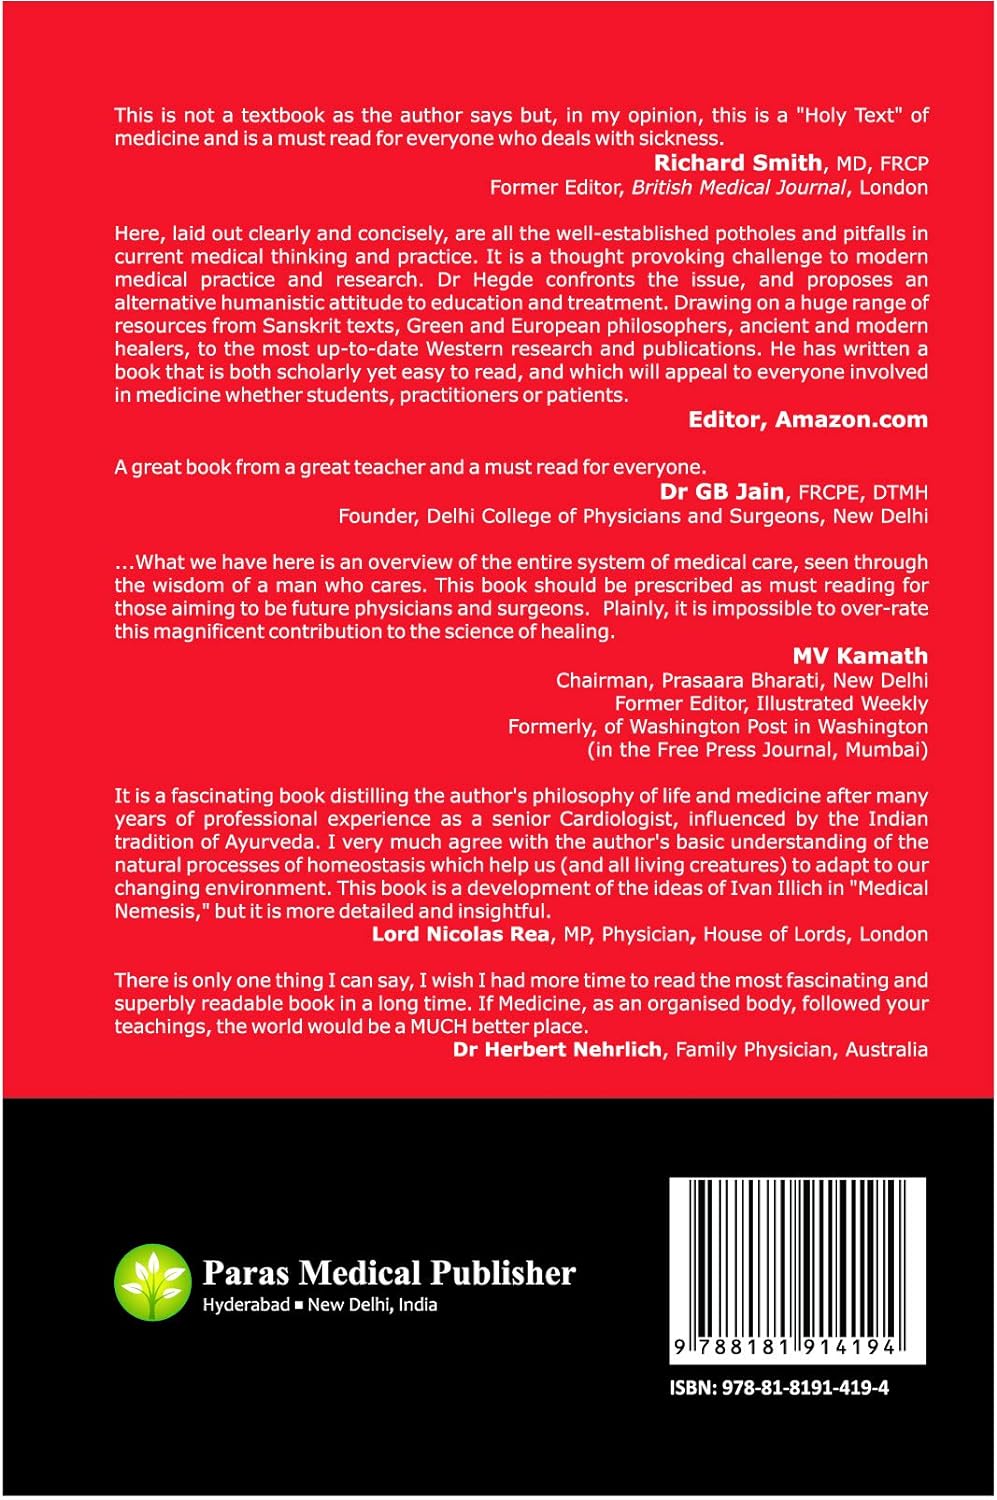 This is not a textbook as the author says but, in my opinion, this is a "Holy Text" of
medicine and is a must read for everyone who deals with sickness.
Richard Smith, MD, FRCP
Former Editor, British Medical Journal, London
Here, laid out clearly and concisely, are all the well-established potholes and pitfalls in
current medical thinking and practice. It is a thought provoking challenge to modern
medical practice and research. Dr Hegde confronts the issue, and proposes an
alternative humanistic attitude to education and treatment. Drawing on a huge range of
resources from Sanskrit texts, Green and European philosophers, ancient and modern
healers, to the most up-to-date Western research and publications. He has written a
book that is both scholarly yet easy to read, and which will appeal to everyone involved
in medicine whether students, practitioners or patients.
Editor, Amazon.com
A great book from a great teacher and a must read for everyone.
Dr GB Jain, FRCPE, DTMH
Founder, Delhi College of Physicians and Surgeons, New Delhi
...What we have here is an overview of the entire system of medical care, seen through
the wisdom of a man who cares. This book should be prescribed as must reading for
those aiming to be future physicians and surgeons. Plainly, it is impossible to over-rate
this magnificent contribution to the science of healing.
MV Kamath
Chairman, Prasaara Bharati, New Delhi
Former Editor, Illustrated Weekly
Formerly, of Washington Post in Washington
(in the Free Press Journal, Mumbai)
It is a fascinating book distilling the author's philosophy of life and medicine after many
years of professional experience as a senior Cardiologist, influenced by the Indian
tradition of Ayurveda. I very much agree with the author's basic understanding of the
natural processes of homeostasis which help us (and all living creatures) to adapt to our
changing environment. This book is a development of the ideas of Ivan Illich in "Medical
Nemesis," but it is more detailed and insightful.
Lord Nicolas Rea, MP, Physician, House of Lords, London
There is only one thing I can say, I wish I had more time to read the most fascinating and
superbly readable book in a long time. If Medicine, as an organised body, followed your
teachings, the world would be a MUCH better place.
Dr Herbert Nehrlich, Family Physician, Australia
Paras Medical Publisher
Hyderabad ■ New Delhi, India
9 788181 914194
ISBN: 978-81-8191-419-4